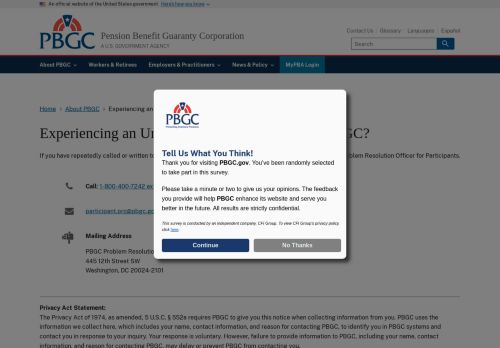 An official website of the United States government Here's how you know
PBGC
Pension Benefit Guaranty Corporation
A U.S. GOVERNMENT AGENCY
Contact Us Glossary Languages Español
Search
About PBGC Workers & Retirees Employers & Practitioners News & Policy MyPBA Login
Home > About PBGC > Experiencing an
Experiencing an Un GC?
If you have repeatedly called or written to blem Resolution Officer for Participants.
PBGC
Protecting America's Pensions
Tell Us What You Think!
Thank you for visiting PBGC.gov. You've been randomly selected
to take part in this survey.
Please take a minute or two to give us your opinions. The feedback
you provide will help PBGC enhance its website and serve you
better in the future. All results are strictly confidential.
This survey is conducted by an independent company, CFI Group. To view CFI Group's privacy policy
click here.
Continue No Thanks
Call: 1-800-400-7242 ex
participant.pro@pbgc.go
Mailing Address
PBGC Problem Resolutio
445 12th Street SW
Washington, DC 20024-2101
Privacy Act Statement:
The Privacy Act of 1974, as amended, 5 U.S.C. § 552a requires PBGC to give you this notice when collecting information from you. PBGC uses the
information we collect here, which includes your name, contact information, and reason for contacting PBGC, to identify you in PBGC systems and
contact you in response to your inquiry. Your response is voluntary. However, failure to provide information to PBGC, including your name, contact
information, and reason for contacting PBGC, may delay or prevent PBGC from contacting you.